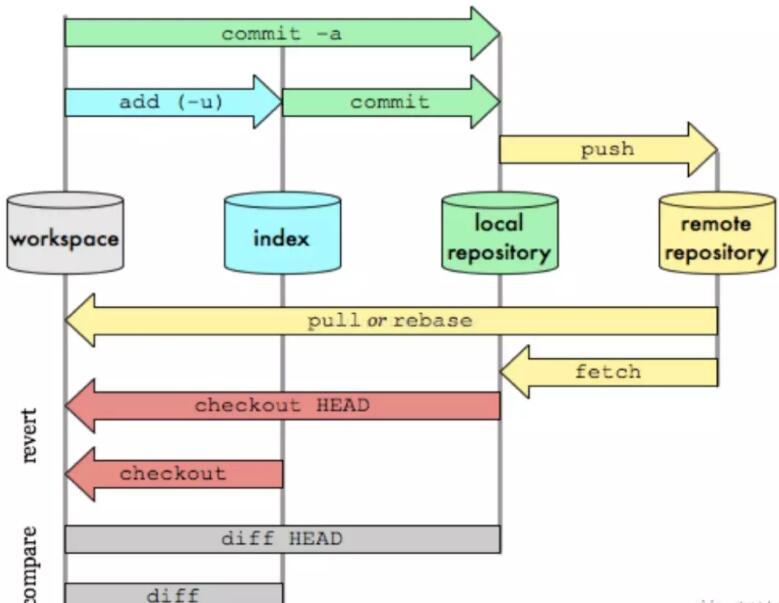 commit -a
add (-u)
commit
push
workspace
index
local
repository
remote
repository
pull or rebase
fetch
checkout HEAD
revert
checkout
diff HEAD
compare
diff